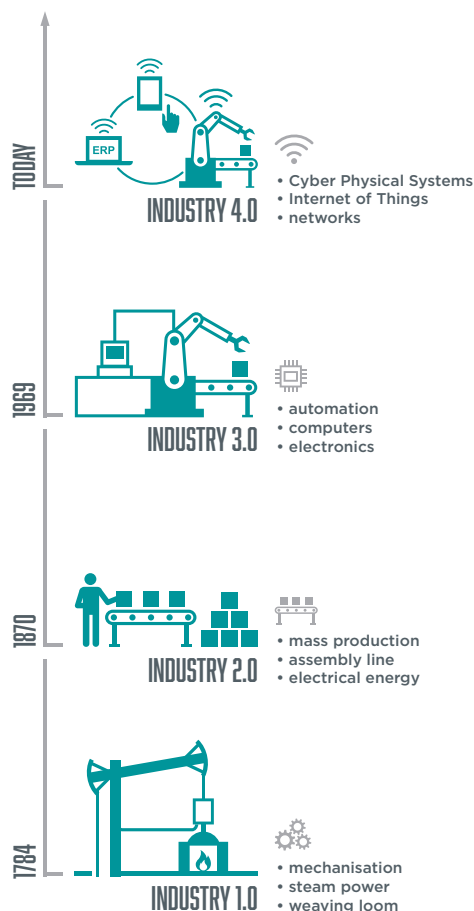 TODAY
ERP
INDUSTRY 4.0
• Cyber Physical Systems
• Internet of Things
• networks
1969
INDUSTRY 3.0
• automation
• computers
• electronics
1870
INDUSTRY 2.0
• mass production
• assembly line
• electrical energy
1784
INDUSTRY 1.0
• mechanisation
• steam power
• weaving loom